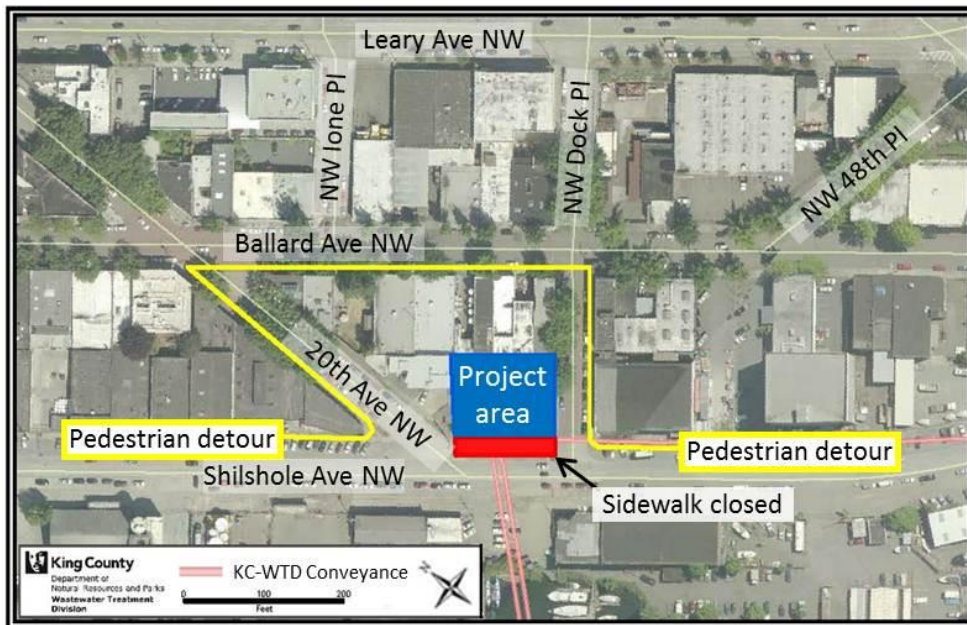 Leary Ave NW
NW Ione Pl
NW Dock Pl
NW 48th Pl
Ballard Ave NW
20th Ave NW
Project
area
Pedestrian detour
Pedestrian detour
Shilshole Ave NW
Sidewalk closed
King County
Department of
Natural Resources and Parks
Wastewater Treatment
Division
KC-WTD Conveyance
0 100 200
Feet
N